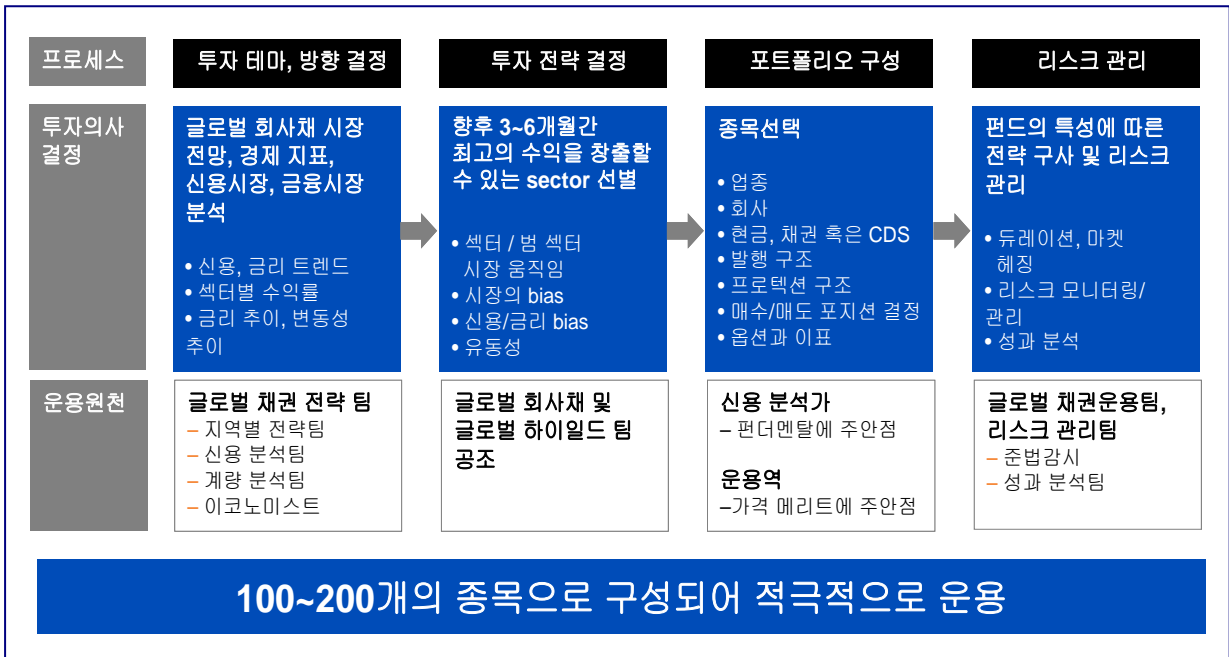 프로세스
투자 테마, 방향 결정
투자 전략 결정
포트폴리오 구성
리스크 관리
투자의사
결정
글로벌 회사채 시장
전망, 경제 지표,
신용시장, 금융시장
분석
• 신용, 금리 트렌드
• 섹터별 수익률
• 금리 추이, 변동성
추이
향후 3~6개월간
최고의 수익을 창출할
수 있는 sector 선별
• 섹터 / 범 섹터
시장 움직임
• 시장의 bias
• 신용/금리 bias
• 유동성
종목선택
• 업종
• 회사
• 현금, 채권 혹은 CDS
• 발행 구조
• 프로텍션 구조
• 매수/매도 포지션 결정
• 옵션과 이표
펀드의 특성에 따른
전략 구사 및 리스크
관리
• 듀레이션, 마켓
헤징
• 리스크 모니터링/
관리
• 성과 분석
운용원천
글로벌 채권 전략 팀
– 지역별 전략팀
– 신용 분석팀
– 계량 분석팀
– 이코노미스트
글로벌 회사채 및
글로벌 하이일드 팀
공조
신용 분석가
– 펀더멘탈에 주안점
운용역
–가격 메리트에 주안점
글로벌 채권운용팀,
리스크 관리팀
– 준법감시
– 성과 분석팀
100~200개의 종목으로 구성되어 적극적으로 운용